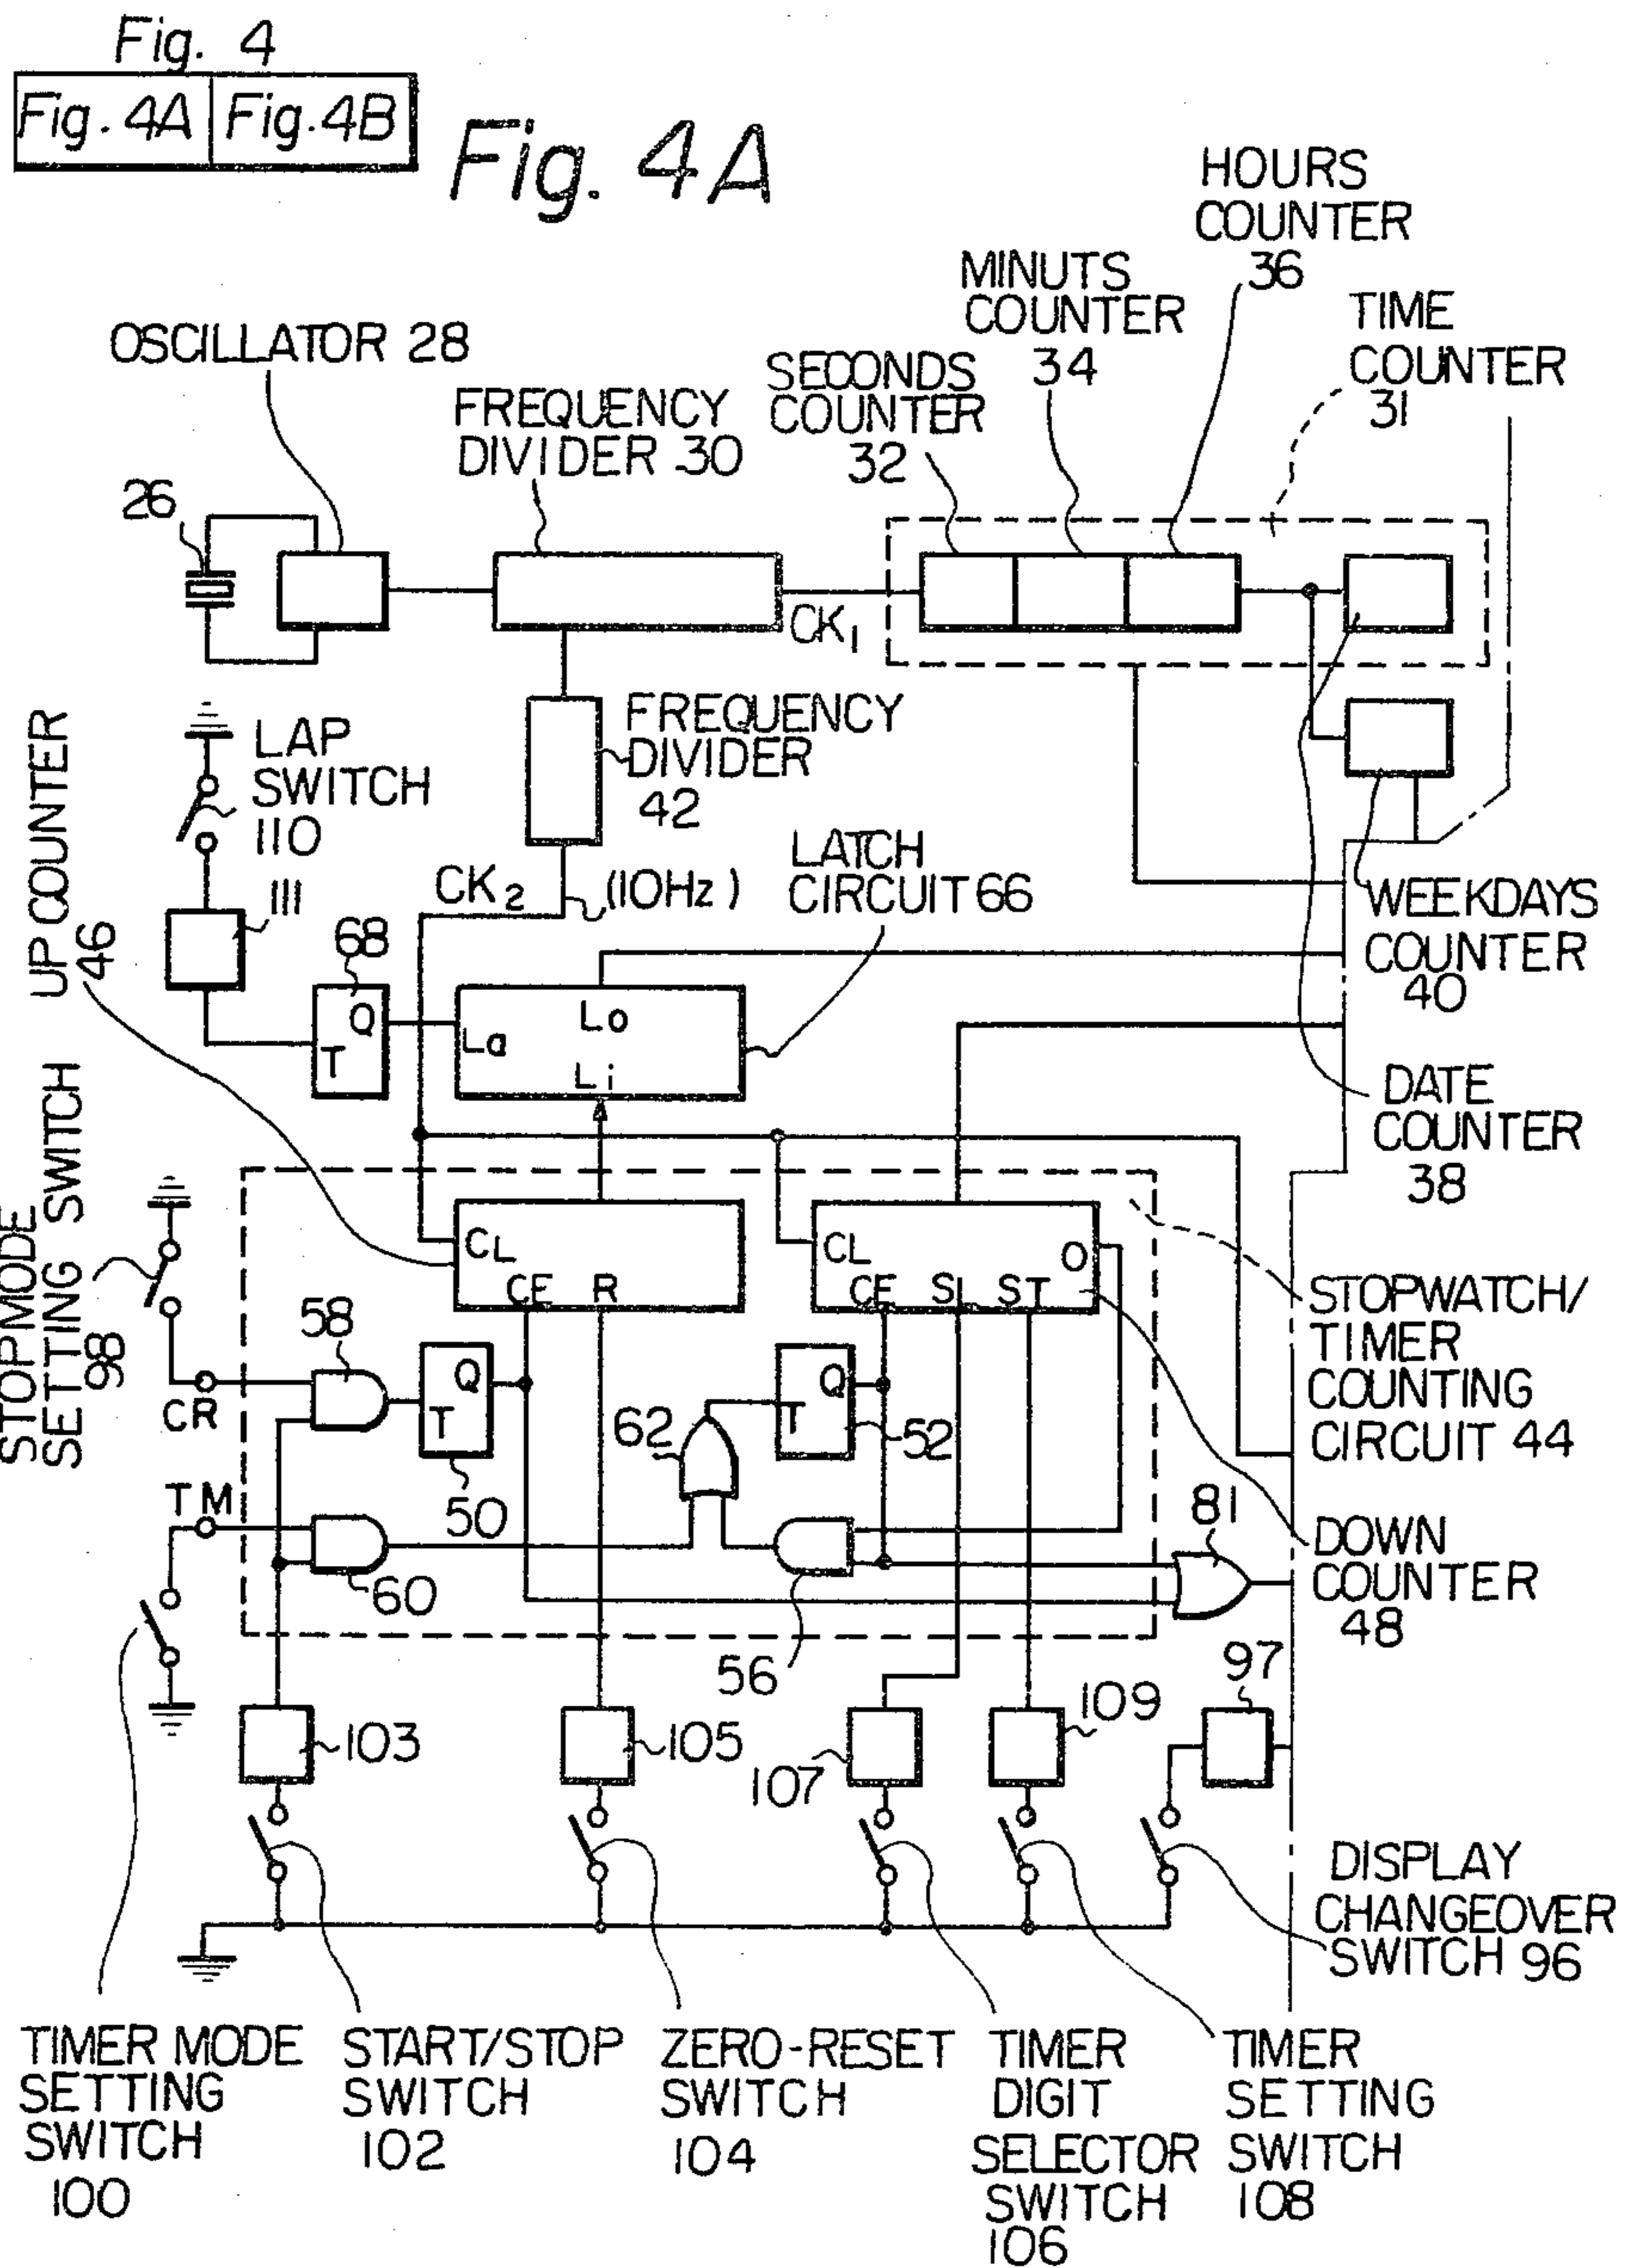 Fig. 4
Fig. 4A Fig. 4B
Fig. 4A
HOURS
COUNTER
36
MINUTS
COUNTER
34
TIME
COUNTER
31
OSCILLATOR 28
SECONDS
COUNTER
32
FREQUENCY
DIVIDER 30
26
CK1
FREQUENCY
DIVIDER
42
LAP
SWITCH
110
UP COUNTER
46
111
CK2
(10Hz)
LATCH
CIRCUIT 66
WEEKDAYS
COUNTER
40
68
Q
T
Lo
La
Li
DATE
COUNTER
38
STOP MODE
SETTING SWITCH
98
CL
CE
R
CL
O
CE
SL
ST
STOPWATCH/
TIMER
COUNTING
CIRCUIT 44
58
CR
Q
T
50
62
Q
T
52
TM
60
56
81
DOWN
COUNTER
48
97
103
105
107
109
DISPLAY
CHANGEOVER
SWITCH 96
TIMER MODE
SETTING
SWITCH
100
START/STOP
SWITCH
102
ZERO-RESET
SWITCH
104
TIMER
DIGIT
SELECTOR
SWITCH
106
TIMER
SETTING
SWITCH
108